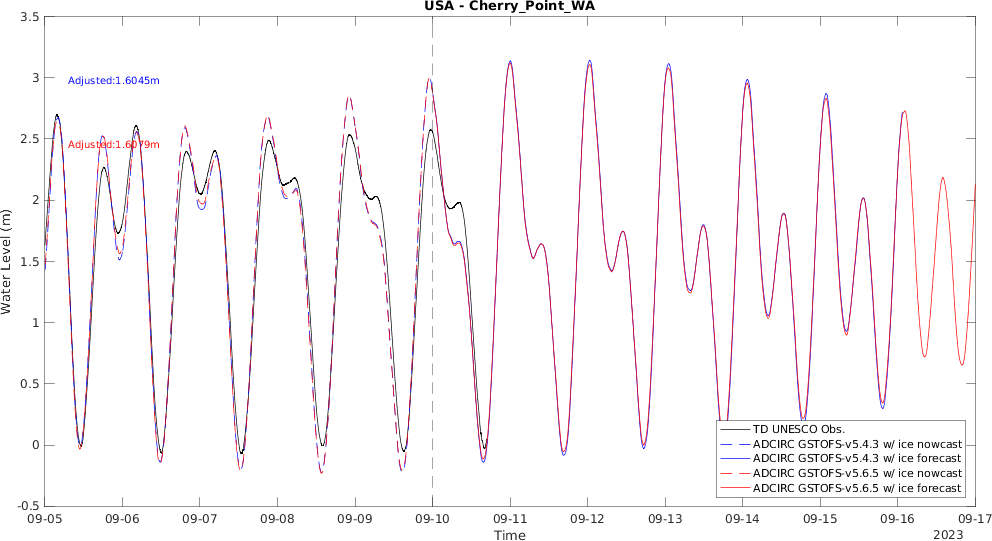 USA - Cherry_Point_WA
3.5
3
2.5
2
1.5
1
0.5
0
-0.5
Water Level (m)
Adjusted:1.6045m
Adjusted:1.6079m
TD UNESCO Obs.
ADCIRC GSTOFS-v5.4.3 w/ ice nowcast
ADCIRC GSTOFS-v5.4.3 w/ ice forecast
ADCIRC GSTOFS-v5.6.5 w/ ice nowcast
ADCIRC GSTOFS-v5.6.5 w/ ice forecast
09-05 09-06 09-07 09-08 09-09 09-10 09-11 09-12 09-13 09-14 09-15 09-16 09-17
Time
2023